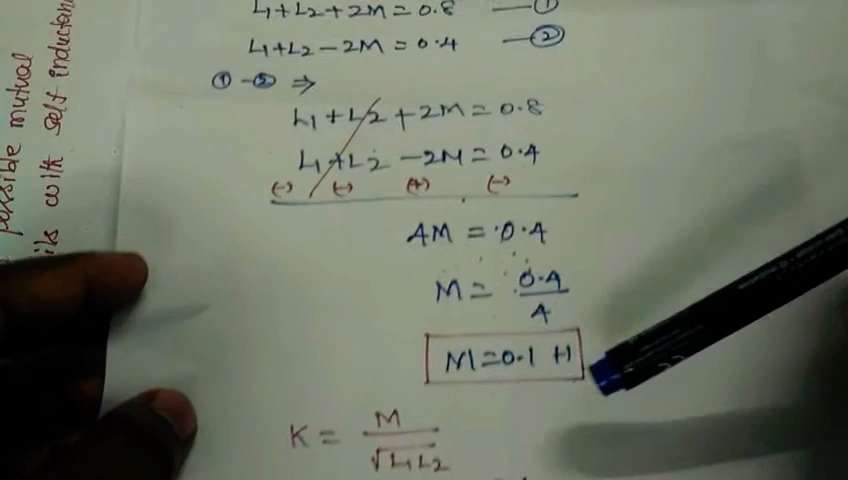 L1+L2+2M=0.8 ①
L1+L2-2M=0.4 ②
①-② ⇒
L1+L2+2M=0.8
L1+L2-2M=0.4
(-) (-) (+) (-)
4M=0.4
M= 0.4/4
M=0.1 H
K= M/√L1L2
possible mutual
with self inductan